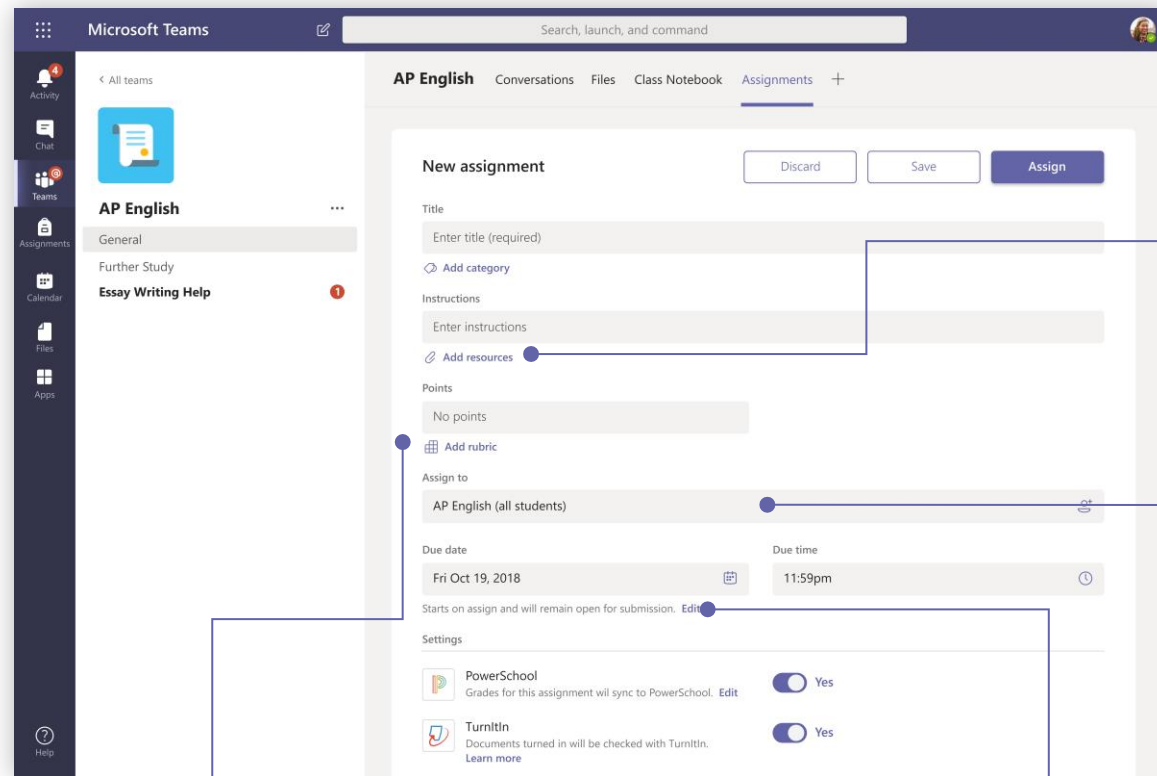 Microsoft Teams
Search, launch, and command
4
Activity
Chat
@
Teams
Assignments
Calendar
Files
Apps
Help
< All teams
AP English
...
General
Further Study
Essay Writing Help
1
AP English Conversations Files Class Notebook Assignments +
New assignment
Discard Save Assign
Title
Enter title (required)
Add category
Instructions
Enter instructions
Add resources
Points
No points
Add rubric
Assign to
AP English (all students)
Due date Due time
Fri Oct 19, 2018 11:59pm
Starts on assign and will remain open for submission. Edit
Settings
PowerSchool
Grades for this assignment wil sync to PowerSchool. Edit
Yes
TurnItIn
Documents turned in will be checked with TurnItIn.
Learn more
Yes